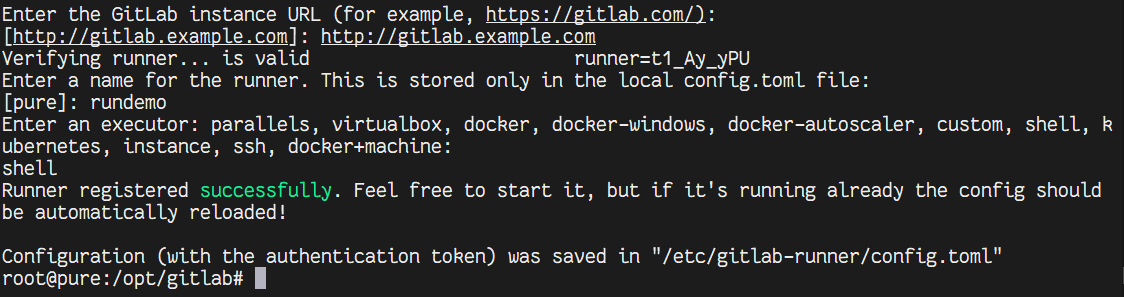 Enter the GitLab instance URL (for example, https://gitlab.com/):
[http://gitlab.example.com]: http://gitlab.example.com
Verifying runner... is valid                        runner=t1_Ay_yPU
Enter a name for the runner. This is stored only in the local config.toml file:
[pure]: rundemo
Enter an executor: parallels, virtualbox, docker, docker-windows, docker-autoscaler, custom, shell, k
ubernetes, instance, ssh, docker+machine:
shell
Runner registered successfully. Feel free to start it, but if it's running already the config should
be automatically reloaded!
Configuration (with the authentication token) was saved in "/etc/gitlab-runner/config.toml"
root@pure:/opt/gitlab#